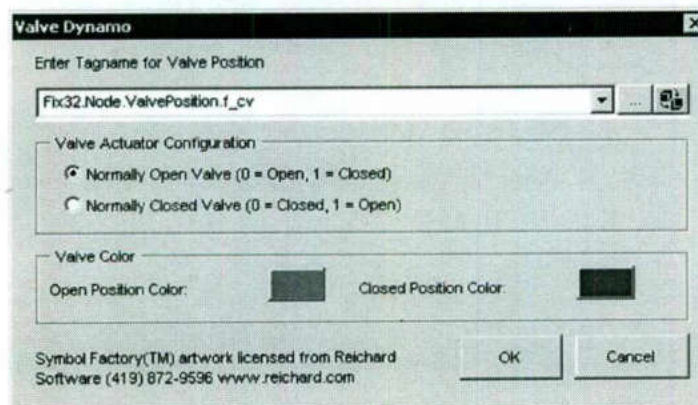 Valve Dynamo
Enter Tagname for Valve Position
Fix32.Node.ValvePosition.f_cv
...
Valve Actuator Configuration
Normally Open Valve (0 = Open, 1 = Closed)
Normally Closed Valve (0 = Closed, 1 = Open)
Valve Color
Open Position Color:
Closed Position Color:
Symbol Factory(TM) artwork licensed from Reichard
Software (419) 872-9596 www.reichard.com
OK
Cancel